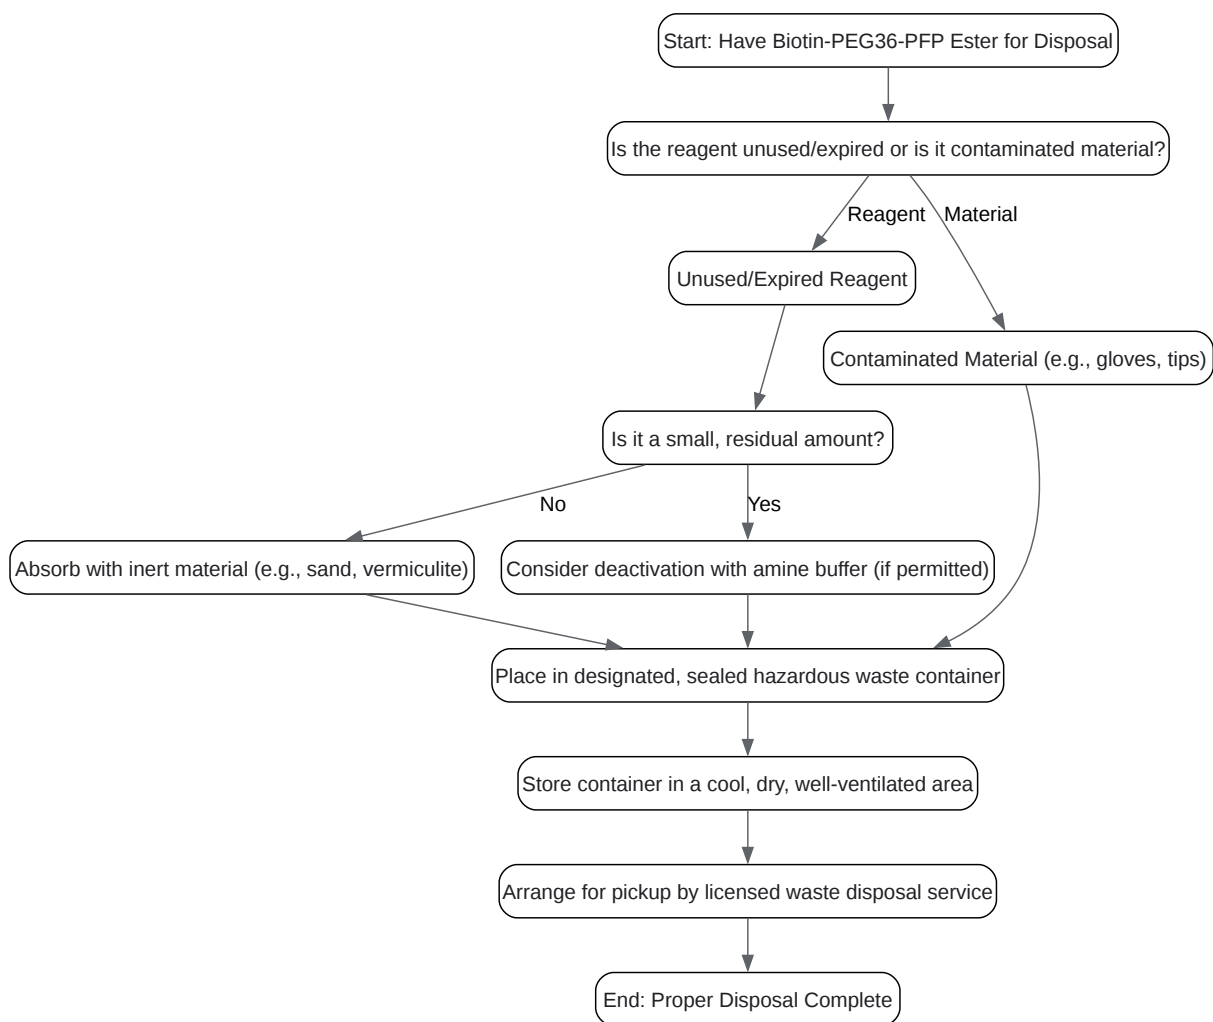 Start: Have Biotin-PEG36-PFP Ester for Disposal
Is the reagent unused/expired or is it contaminated material?
Reagent
Material
Unused/Expired Reagent
Contaminated Material (e.g., gloves, tips)
Is it a small, residual amount?
No
Yes
Absorb with inert material (e.g., sand, vermiculite)
Consider deactivation with amine buffer (if permitted)
Place in designated, sealed hazardous waste container
Store container in a cool, dry, well-ventilated area
Arrange for pickup by licensed waste disposal service
End: Proper Disposal Complete